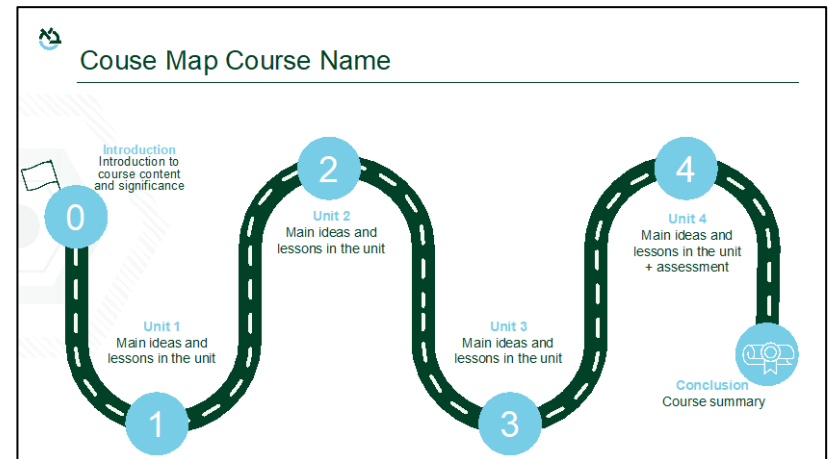 בא
Couse Map Course Name
Introduction
Introduction to
course content
and significance
0
Unit 1
Main ideas and
lessons in the unit
1
2
Unit 2
Main ideas and
lessons in the unit
Unit 3
Main ideas and
lessons in the unit
3
4
Unit 4
Main ideas and
lessons in the unit
+ assessment
Conclusion
Course summary